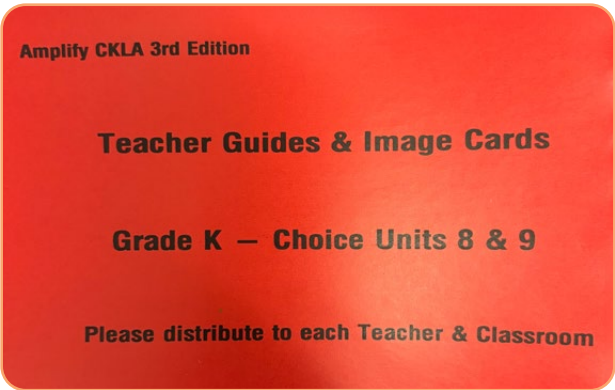 Amplify CKLA 3rd Edition
Teacher Guides & Image Cards
Grade K – Choice Units 8 & 9
Please distribute to each Teacher & Classroom